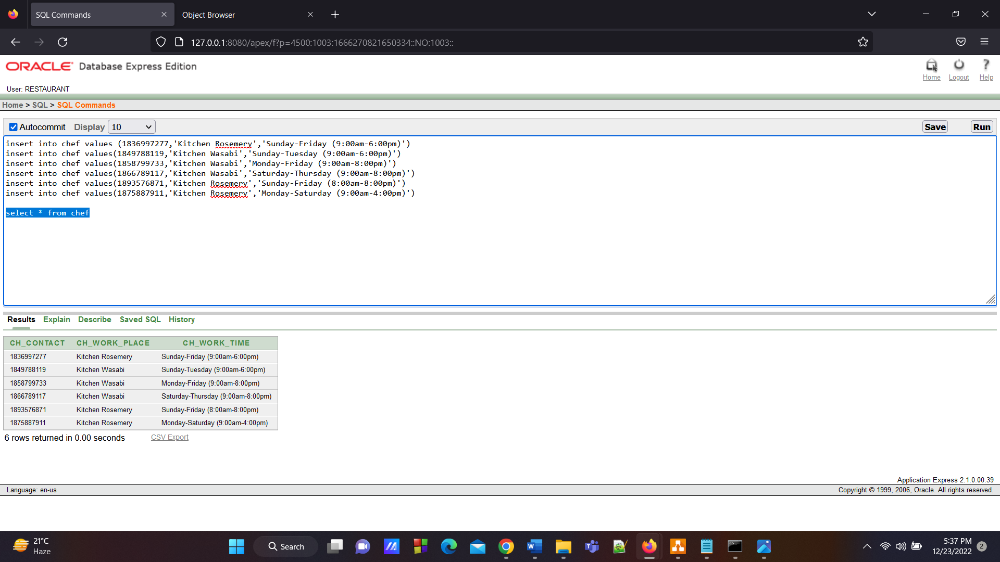 SQL Commands
Object Browser
127.0.0.1:8080/apex/f?p=4500:1003:1666270821650334::NO:1003::
ORACLE Database Express Edition
Home Logout Help
User: RESTAURANT
Home > SQL > SQL Commands
Autocommit Display 10 Save Run
insert into chef values (1836997277,'Kitchen Rosemery','Sunday-Friday (9:00am-6:00pm)')
insert into chef values(1849788119,'Kitchen Wasabi','Sunday-Tuesday (9:00am-6:00pm)')
insert into chef values(1858799733,'Kitchen Wasabi','Monday-Friday (9:00am-8:00pm)')
insert into chef values(1866789117,'Kitchen Wasabi','Saturday-Thursday (9:00am-8:00pm)')
insert into chef values(1893576871,'Kitchen Rosemery','Sunday-Friday (8:00am-8:00pm)')
insert into chef values(1875887911,'Kitchen Rosemery','Monday-Saturday (9:00am-4:00pm)')
select * from chef
Results Explain Describe Saved SQL History
CH_CONTACT CH_WORK_PLACE CH_WORK_TIME
1836997277 Kitchen Rosemery Sunday-Friday (9:00am-6:00pm)
1849788119 Kitchen Wasabi Sunday-Tuesday (9:00am-6:00pm)
1858799733 Kitchen Wasabi Monday-Friday (9:00am-8:00pm)
1866789117 Kitchen Wasabi Saturday-Thursday (9:00am-8:00pm)
1893576871 Kitchen Rosemery Sunday-Friday (8:00am-8:00pm)
1875887911 Kitchen Rosemery Monday-Saturday (9:00am-4:00pm)
6 rows returned in 0.00 seconds CSV Export
Application Express 2.1.0.00.39
Language: en-us Copyright © 1999, 2006, Oracle. All rights reserved.
21°C
Haze
Search
5:37 PM
12/23/2022
2